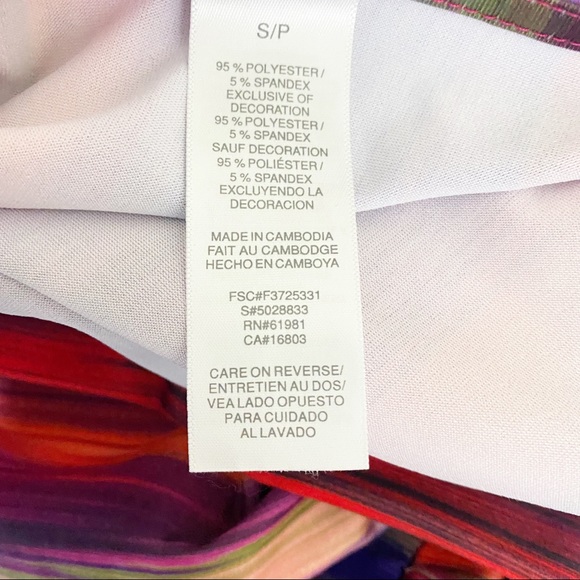 S/P
95 % POLYESTER /
5 % SPANDEX
EXCLUSIVE OF
DECORATION
95 % POLYESTER /
5 % SPANDEX
SAUF DECORATION
95 % POLIÉSTER /
5 % SPANDEX
EXCLUYENDO LA
DECORACION
MADE IN CAMBODIA
FAIT AU CAMBODGE
HECHO EN CAMBOYA
FSC#F3725331
S#5028833
RN#61981
CA#16803
CARE ON REVERSE/
ENTRETIEN AU DOS/
VEA LADO OPUESTO
PARA CUIDADO
AL LAVADO